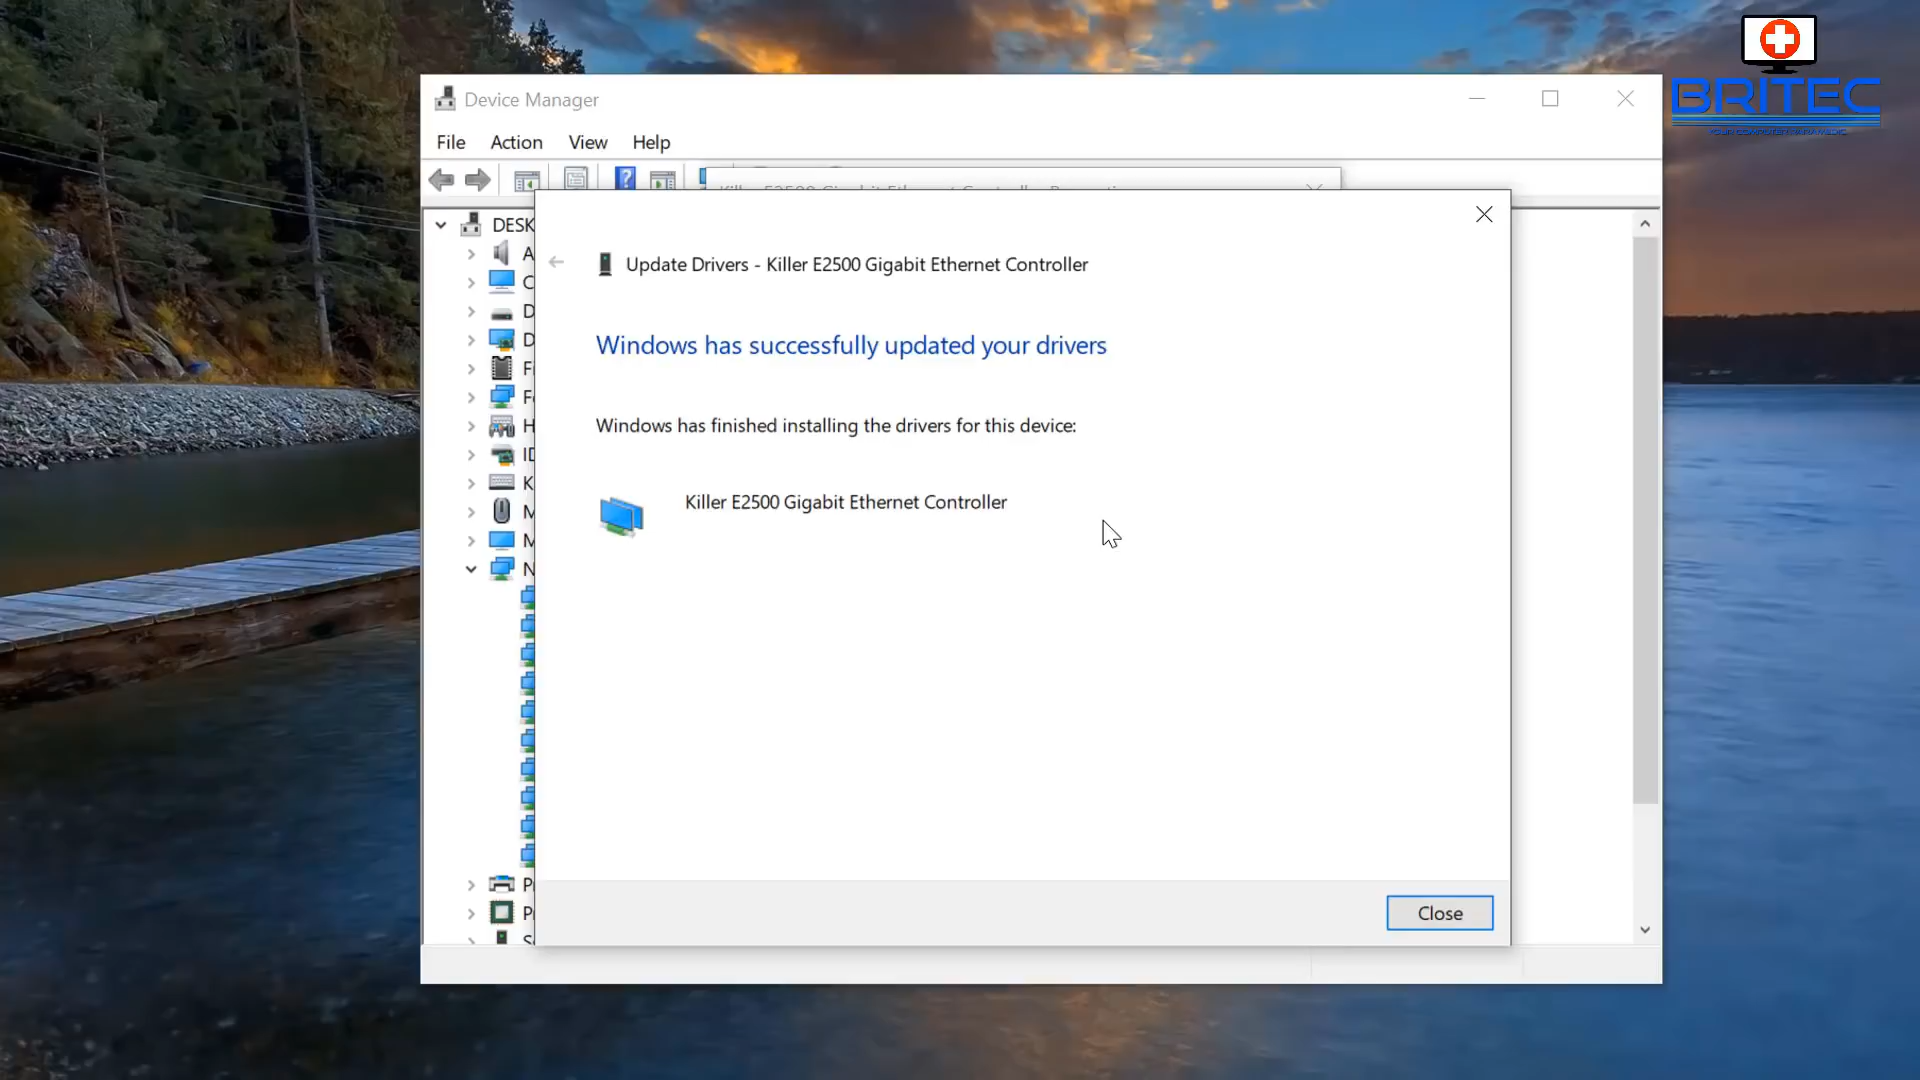 BRITEC
Device Manager
File Action View Help
Update Drivers - Killer E2500 Gigabit Ethernet Controller
Windows has successfully updated your drivers
Windows has finished installing the drivers for this device:
Killer E2500 Gigabit Ethernet Controller
Close